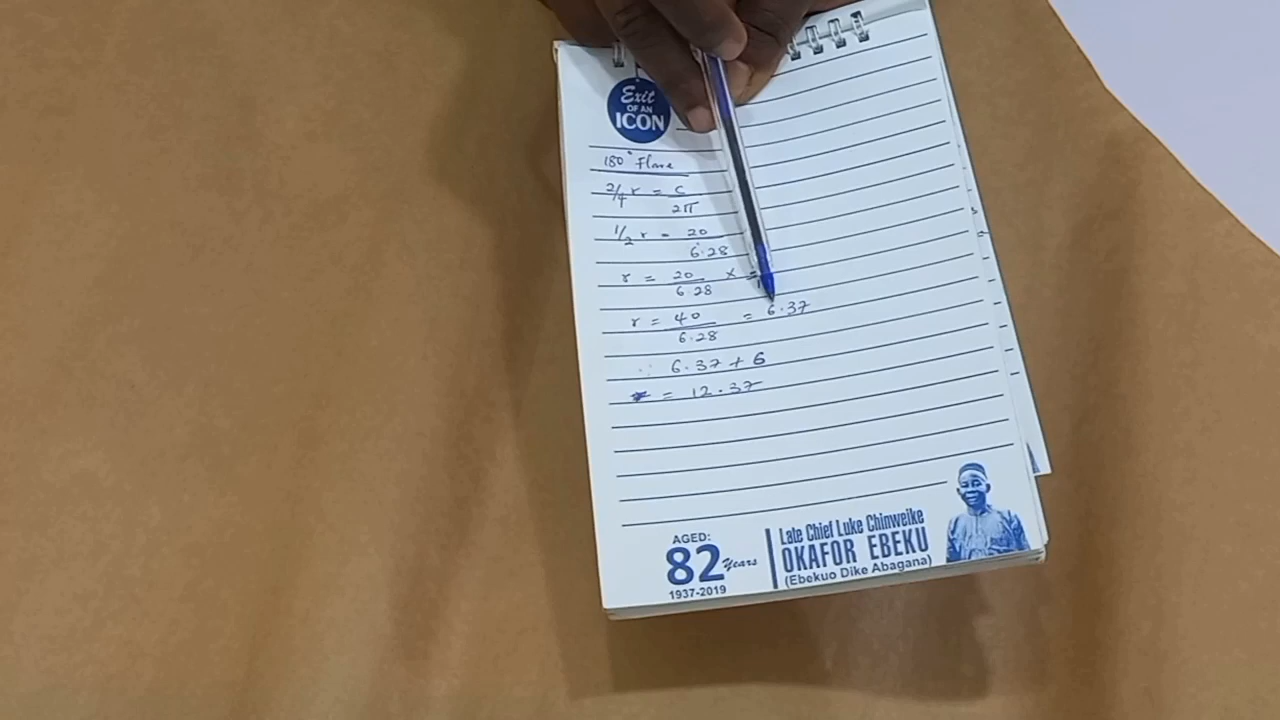 Exit
OF AN
ICON
180° Flare
2/4 r = C
2π
1/2 r = 20
6.28
r = 20 × =
6.28
r = 40 = 6.37
6.28
6.37 + 6
= 12.37
AGED:
82 Years
1937-2019
Late Chief Luke Chinweike
OKAFOR EBEKU
(Ebekuo Dike Abagana)